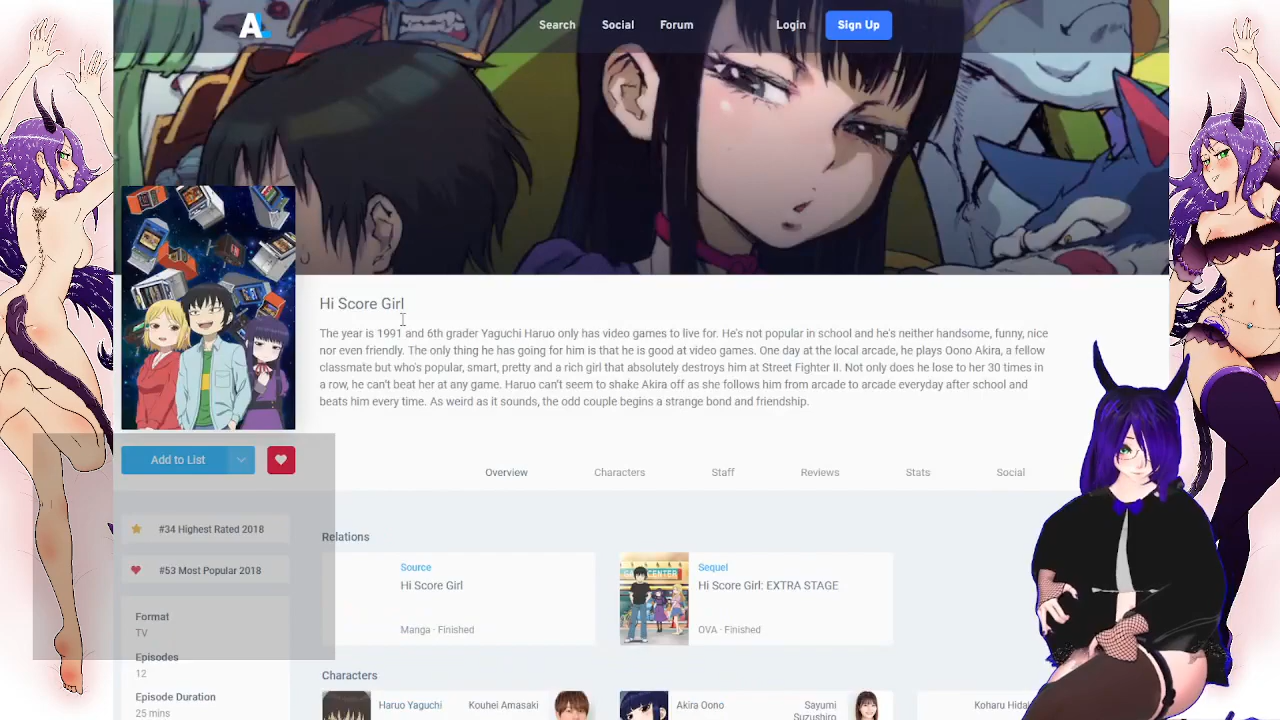 AL
Search Social Forum Login Sign Up
Hi Score Girl
The year is 1991 and 6th grader Yaguchi Haruo only has video games to live for. He's not popular in school and he's neither handsome, funny, nice
nor even friendly. The only thing he has going for him is that he is good at video games. One day at the local arcade, he plays Oono Akira, a fellow
classmate but who's popular, smart, pretty and a rich girl that absolutely destroys him at Street Fighter II. Not only does he lose to her 30 times in
a row, he can't beat her at any game. Haruo can't seem to shake Akira off as she follows him from arcade to arcade everyday after school and
beats him every time. As weird as it sounds, the odd couple begins a strange bond and friendship.
Add to List
Overview Characters Staff Reviews Stats Social
#34 Highest Rated 2018
#53 Most Popular 2018
Format
TV
Episodes
12
Episode Duration
25 mins
Relations
Source
Hi Score Girl
Manga · Finished
Sequel
Hi Score Girl: EXTRA STAGE
OVA · Finished
Characters
Haruo Yaguchi Kouhei Amasaki
Akira Oono Sayumi
Suzushiro
Koharu